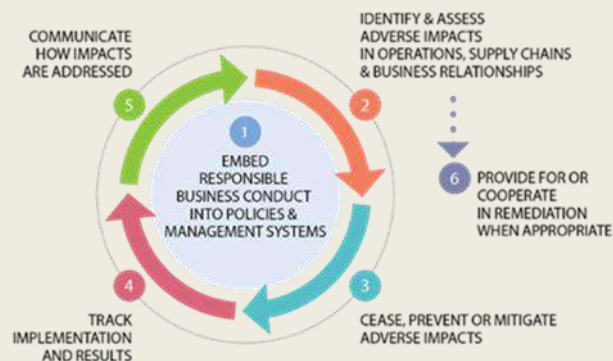 1
EMBED
RESPONSIBLE
BUSINESS CONDUCT
INTO POLICIES &
MANAGEMENT SYSTEMS
2
IDENTIFY & ASSESS
ADVERSE IMPACTS
IN OPERATIONS, SUPPLY CHAINS
& BUSINESS RELATIONSHIPS
3
CEASE, PREVENT OR MITIGATE
ADVERSE IMPACTS
4
TRACK
IMPLEMENTATION
AND RESULTS
5
COMMUNICATE
HOW IMPACTS
ARE ADDRESSED
6
PROVIDE FOR OR
COOPERATE
IN REMEDIATION
WHEN APPROPRIATE